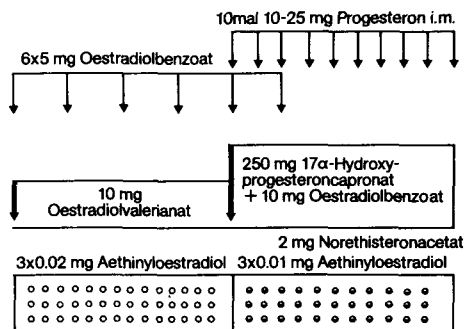 10mal 10-25 mg Progesteron i.m.
6x5 mg Oestradiolbenzoat
250 mg 17α-Hydroxy-
progesteroncapronat
+ 10 mg Oestradiolbenzoat
10 mg
Oestradiolvalerianat
2 mg Norethisteronacetat
3x0.02 mg Aethinyloestradiol
3x0.01 mg Aethinyloestradiol